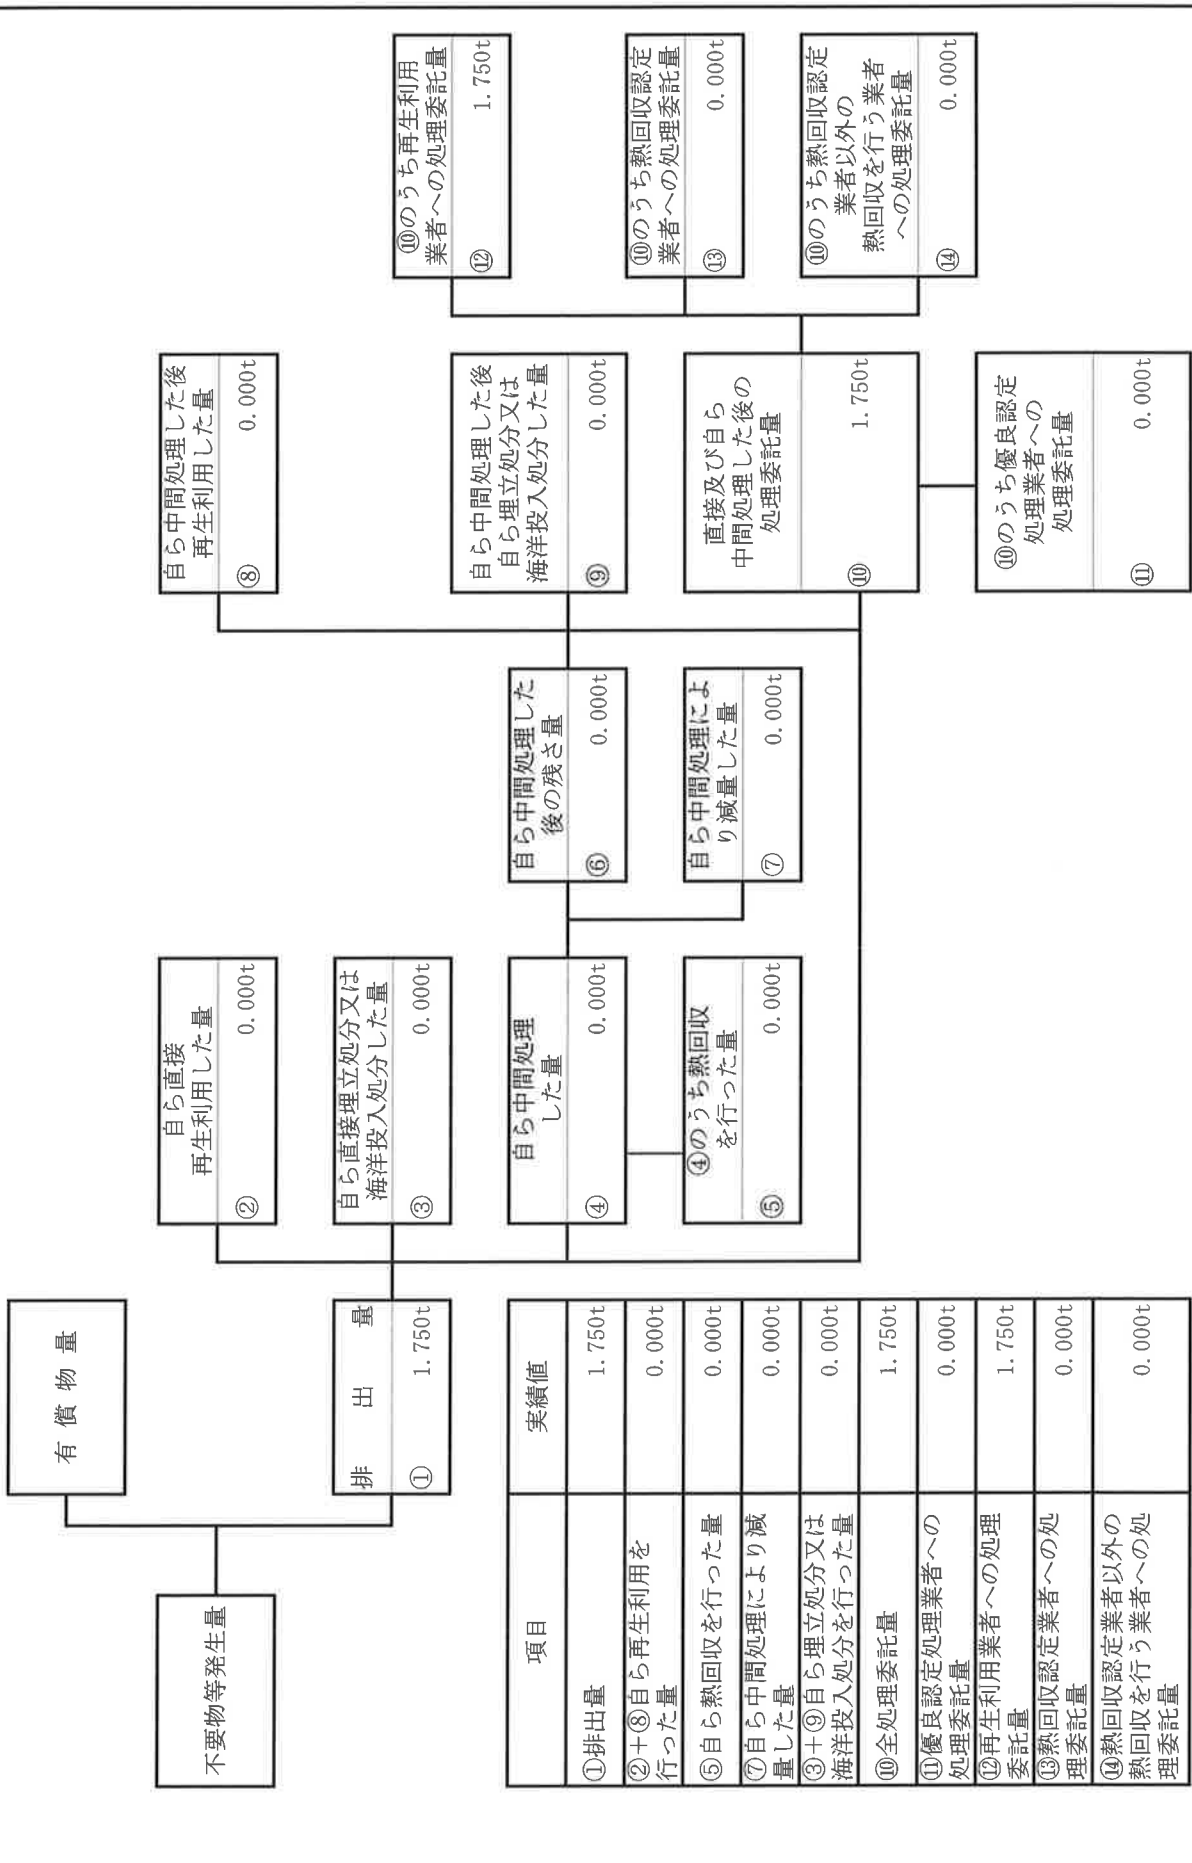 有償物量
不要物等発生量
排出量
① 1.750t
自ら直接
再生利用した量
② 0.000t
自ら直接埋立処分又は
海洋投入処分した量
③ 0.000t
自ら中間処理
した量
④ 0.000t
④のうち熱回収
を行った量
⑤ 0.000t
自ら中間処理した
後の残さ量
⑥ 0.000t
自ら中間処理によ
り減量した量
⑦ 0.000t
自ら中間処理した後
再生利用した量
⑧ 0.000t
自ら中間処理した後
自ら埋立処分又は
海洋投入処分した量
⑨ 0.000t
直接及び自ら
中間処理した後の
処理委託量
⑩ 1.750t
⑩のうち優良認定
処理業者への
処理委託量
⑪ 0.000t
⑩のうち再生利用
業者への処理委託量
⑫ 1.750t
⑩のうち熱回収認定
業者への処理委託量
⑬ 0.000t
⑩のうち熱回収認定
業者以外の
熱回収を行う業者
への処理委託量
⑭ 0.000t
項目 実績値
①排出量 1.750t
②+⑧自ら再生利用を
行った量 0.000t
⑤自ら熱回収を行った量 0.000t
⑦自ら中間処理により減
量した量 0.000t
③+⑨自ら埋立処分又は
海洋投入処分を行った量 0.000t
⑩全処理委託量 1.750t
⑪優良認定処理業者への
処理委託量 0.000t
⑫再生利用業者への処理
委託量 1.750t
⑬熱回収認定業者への処
理委託量 0.000t
⑭熱回収認定業者以外の
熱回収を行う業者への処
理委託量 0.000t